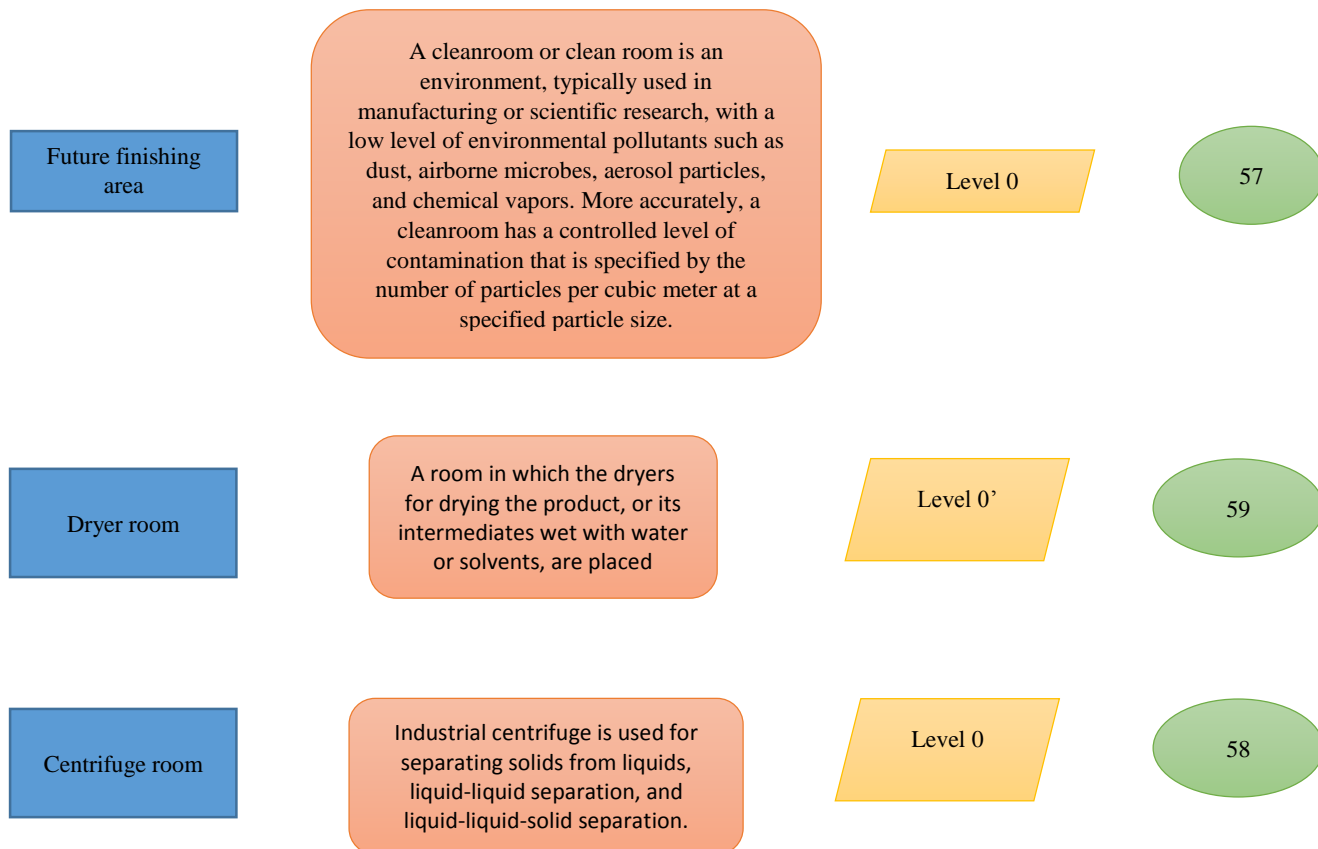 Future finishing
area
A cleanroom or clean room is an
environment, typically used in
manufacturing or scientific research, with a
low level of environmental pollutants such as
dust, airborne microbes, aerosol particles,
and chemical vapors. More accurately, a
cleanroom has a controlled level of
contamination that is specified by the
number of particles per cubic meter at a
specified particle size.
Level 0
57
Dryer room
A room in which the dryers
for drying the product, or its
intermediates wet with water
or solvents, are placed
Level 0’
59
Centrifuge room
Industrial centrifuge is used for
separating solids from liquids,
liquid-liquid separation, and
liquid-liquid-solid separation.
Level 0
58